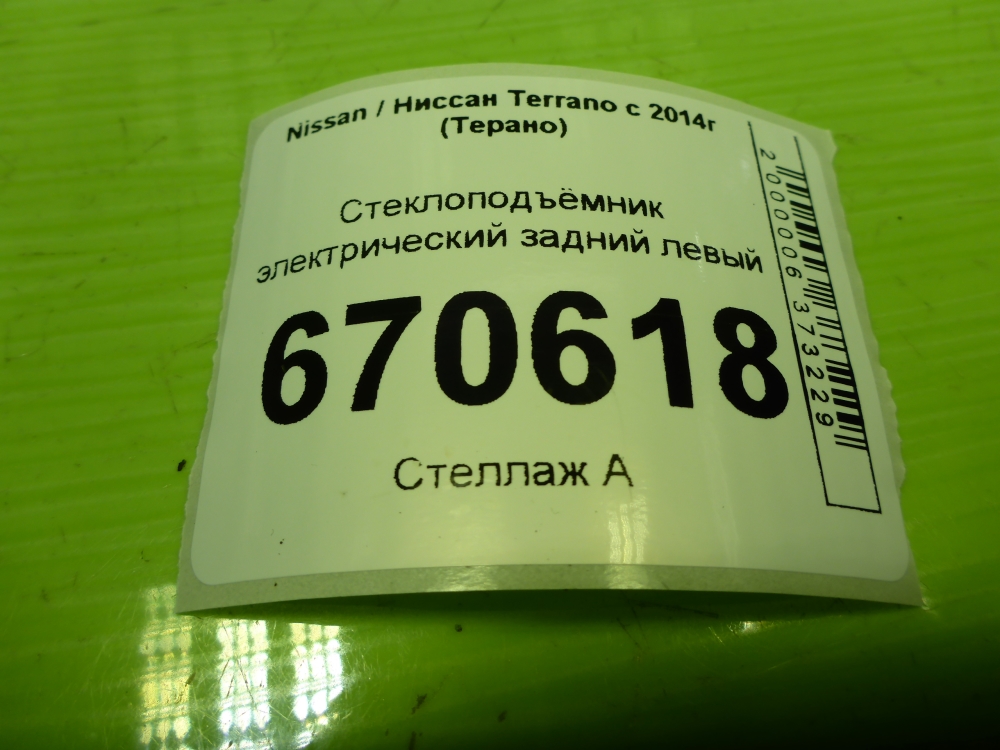 Nissan / Ниссан Terrano с 2014г
(Терано)
Стеклоподъёмник
электрический задний левый
670618
Стеллаж А
2000006373229